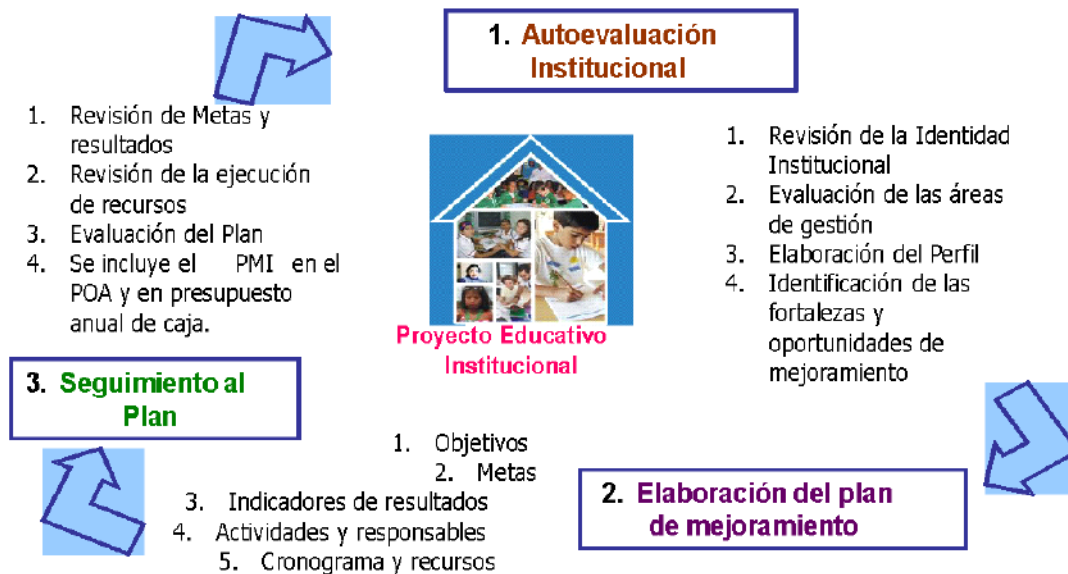 1. Autoevaluación
Institucional
1. Revisión de Metas y
resultados
2. Revisión de la ejecución
de recursos
3. Evaluación del Plan
4. Se incluye el PMI en el
POA y en presupuesto
anual de caja.
1. Revisión de la Identidad
Institucional
2. Evaluación de las áreas
de gestión
3. Elaboración del Perfil
4. Identificación de las
fortalezas y
oportunidades de
mejoramiento
Proyecto Educativo
Institucional
3. Seguimiento al
Plan
1. Objetivos
2. Metas
3. Indicadores de resultados
4. Actividades y responsables
5. Cronograma y recursos
2. Elaboración del plan
de mejoramiento